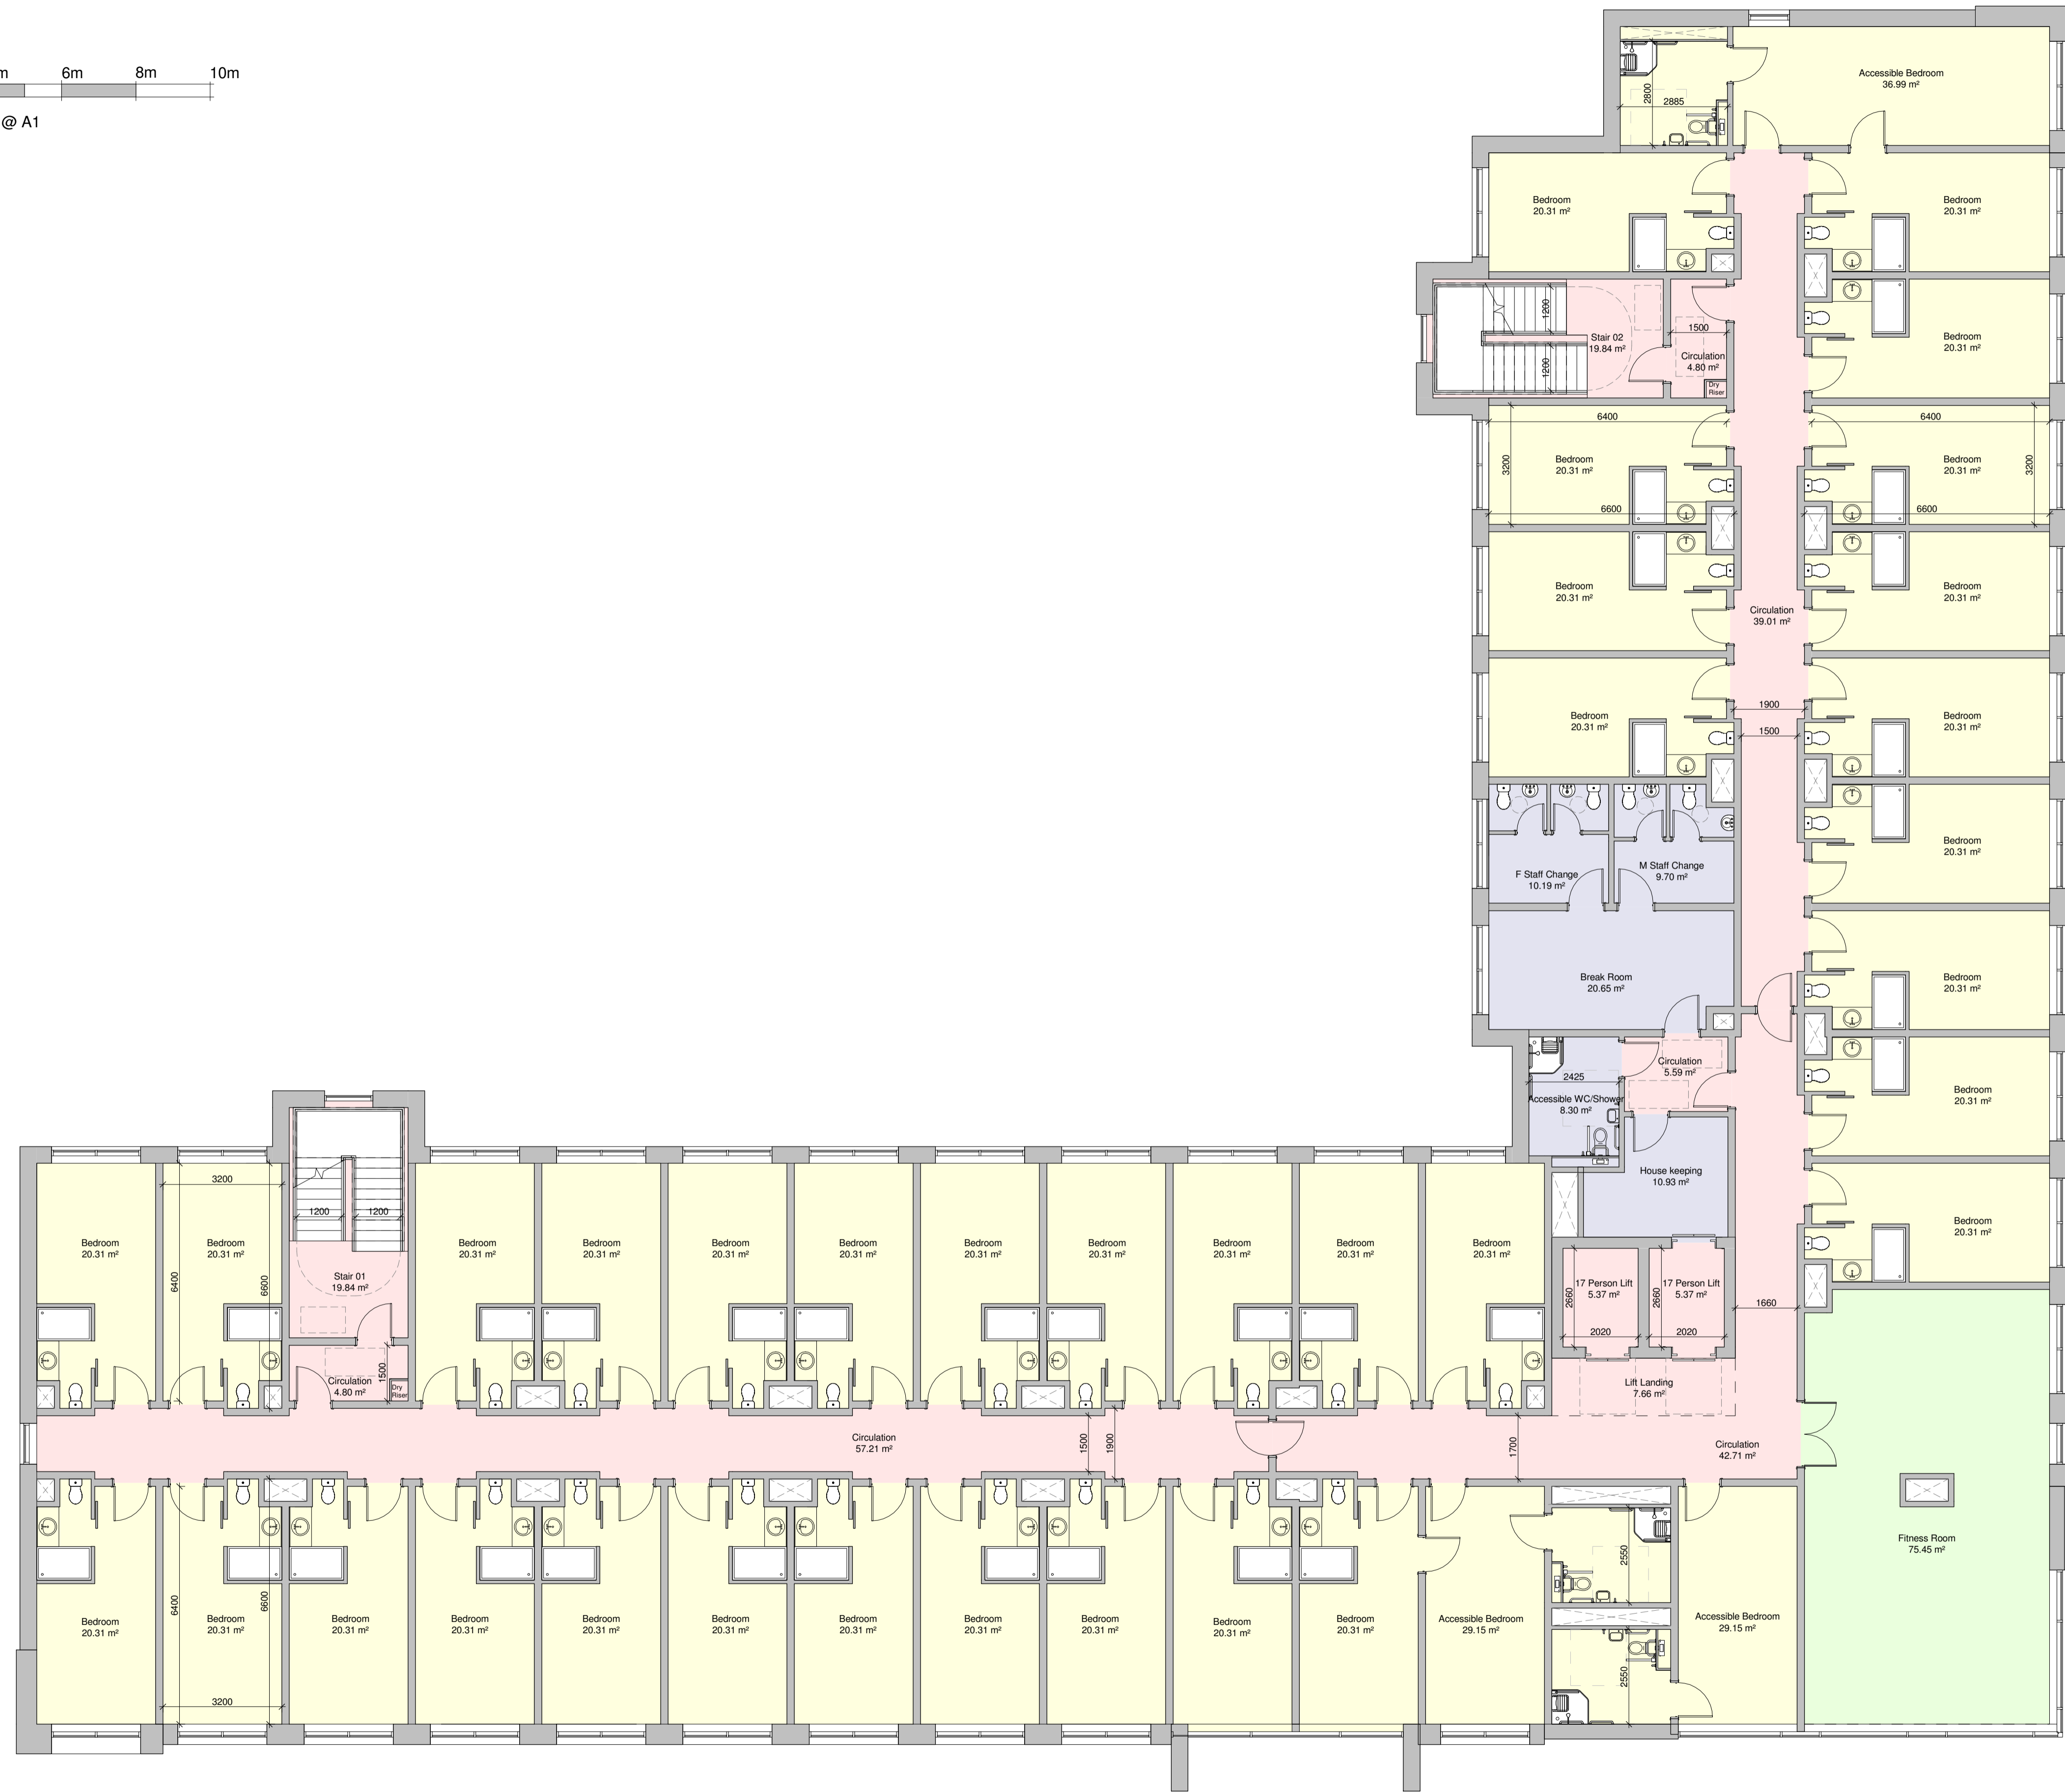 m 6m 8m 10m
@ A1
Accessible Bedroom
36.99 m²
2800
2885
Bedroom
20.31 m²
Bedroom
20.31 m²
1200
1200
Stair 02
19.84 m²
1500
Circulation
4.80 m²
Dry
Riser
Bedroom
20.31 m²
6400
6400
3200
Bedroom
20.31 m²
Bedroom
20.31 m²
3200
6600
6600
Bedroom
20.31 m²
Bedroom
20.31 m²
Circulation
39.01 m²
Bedroom
20.31 m²
Bedroom
20.31 m²
1900
1500
F Staff Change
10.19 m²
M Staff Change
9.70 m²
Bedroom
20.31 m²
Break Room
20.65 m²
Bedroom
20.31 m²
Circulation
5.59 m²
2425
Accessible WC/Shower
8.30 m²
Bedroom
20.31 m²
House keeping
10.93 m²
Bedroom
20.31 m²
3200
1200
1200
Bedroom
20.31 m²
Bedroom
20.31 m²
Stair 01
19.84 m²
6400
6600
Bedroom
20.31 m²
Bedroom
20.31 m²
Bedroom
20.31 m²
Bedroom
20.31 m²
Bedroom
20.31 m²
Bedroom
20.31 m²
Bedroom
20.31 m²
Bedroom
20.31 m²
Bedroom
20.31 m²
17 Person Lift
5.37 m²
17 Person Lift
5.37 m²
2660
2660
2020
2020
1660
Circulation
4.80 m²
1500
Dry
Riser
Lift Landing
7.66 m²
Circulation
57.21 m²
1500
1900
1700
Circulation
42.71 m²
Fitness Room
75.45 m²
2550
6400
6600
Bedroom
20.31 m²
Bedroom
20.31 m²
Bedroom
20.31 m²
Bedroom
20.31 m²
Bedroom
20.31 m²
Bedroom
20.31 m²
Bedroom
20.31 m²
Bedroom
20.31 m²
Bedroom
20.31 m²
Bedroom
20.31 m²
Bedroom
20.31 m²
Accessible Bedroom
29.15 m²
Accessible Bedroom
29.15 m²
2550
3200